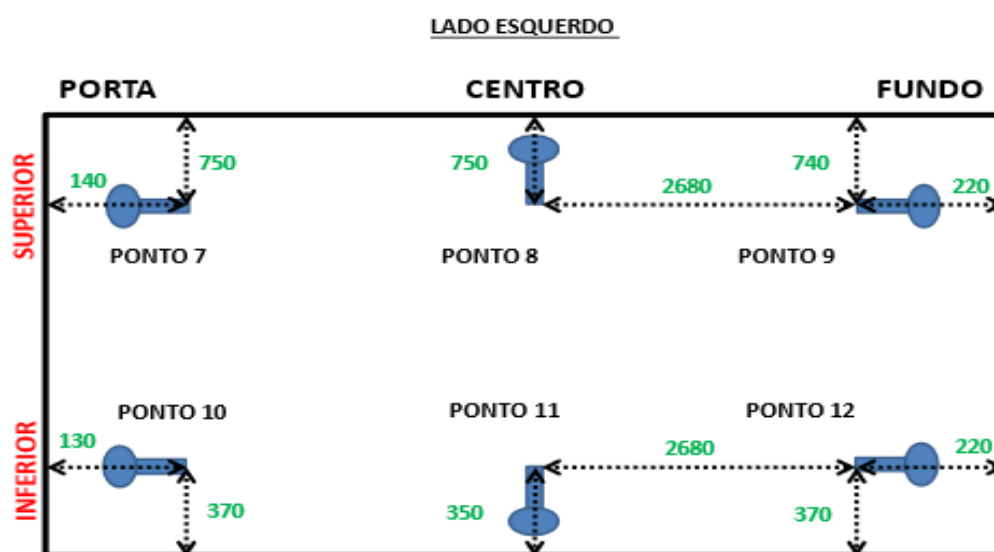 LADO ESQUERDO
PORTA CENTRO FUNDO
SUPERIOR
750 750 740
140 2680 220
PONTO 7 PONTO 8 PONTO 9
INFERIOR
PONTO 10 PONTO 11 PONTO 12
130 2680 220
370 350 370